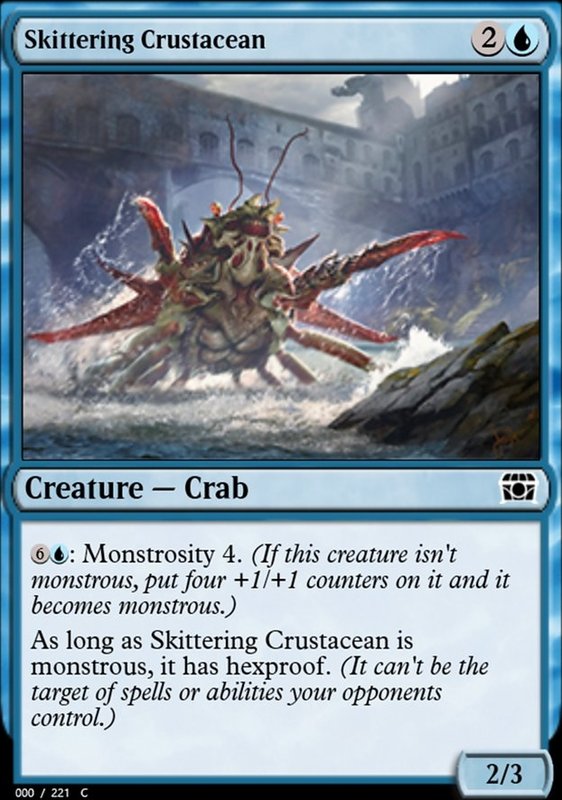 Skittering Crustacean
2
Creature — Crab
6: Monstrosity 4. (If this creature isn't
monstrous, put four +1/+1 counters on it and it
becomes monstrous.)
As long as Skittering Crustacean is
monstrous, it has hexproof. (It can't be the
target of spells or abilities your opponents
control.)
2/3
000 / 221 C